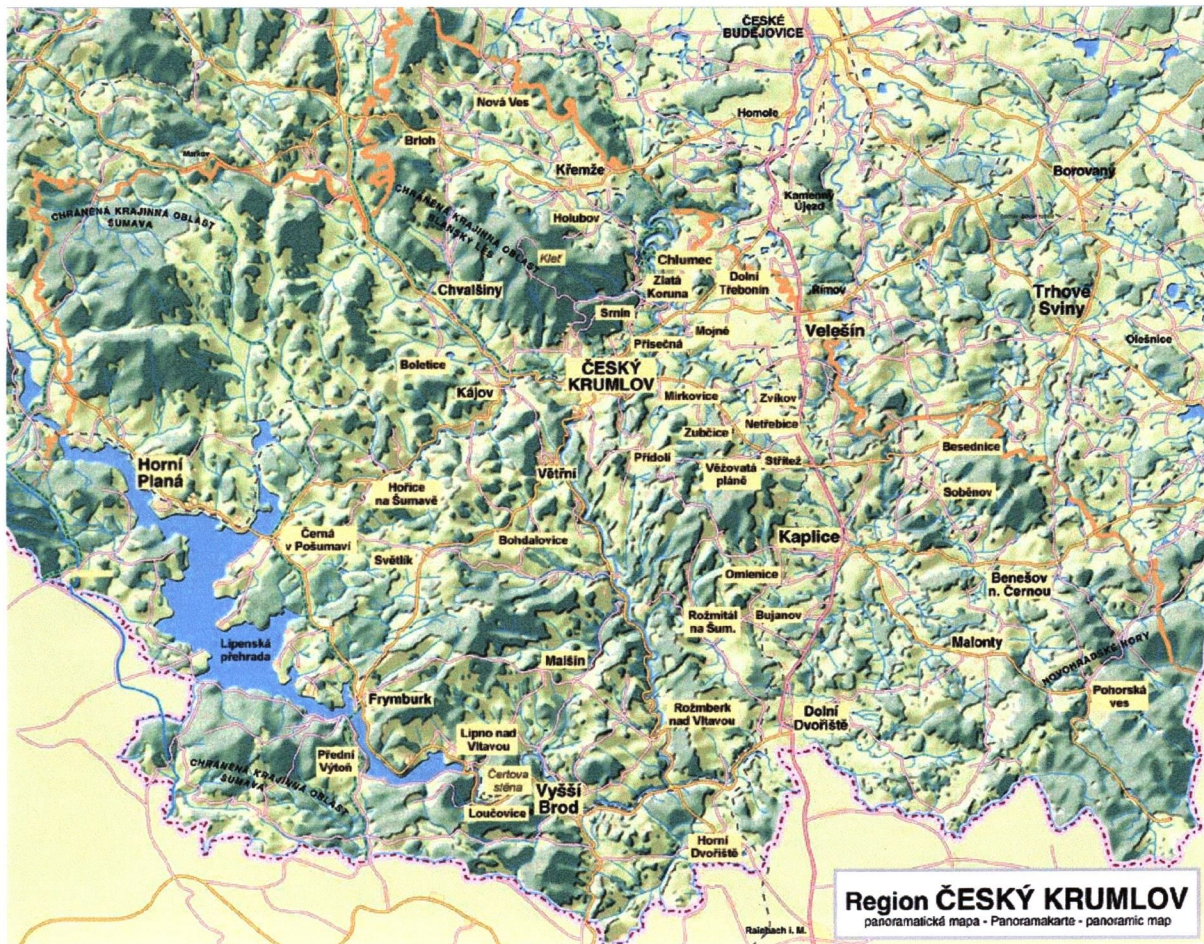 ČESKÉ
BUDĚJOVICE
Nová Ves
Homole
Brloh
Křemže
Borovany
Kamenný
Újezd
CHRÁNĚNÁ KRAJINNÁ OBLAST
ŠUMAVA
CHRÁNĚNÁ KRAJINNÁ OBLAST
BLANSKÝ LES
Holubov
Kleť
Chlumec
Zlatá
Koruna
Dolní
Třebonín
Chvalšiny
Římov
Trhové
Sviny
Srnín
Mojné
Velešín
Přísečná
Olešnice
Boletice
ČESKÝ
KRUMLOV
Kájov
Mirkovice
Zvíkov
Netřebice
Zubčice
Besednice
Přídolí
Střítež
Věžovatá
pláně
Horní
Planá
Větřní
Hořice
na Šumavě
Soběnov
Černá
v Pošumaví
Bohdalovice
Kaplice
Světlík
Omlenice
Benešov
n. Černou
Rožmitál
na Šum.
Bujanov
Malonty
Lipenská
přehrada
Malšín
NOVOHRADSKÉ HORY
Frymburk
Pohorská
ves
Rožmberk
nad Vltavou
Dolní
Dvořiště
Lipno nad
Vltavou
Přední
Výtoň
CHRÁNĚNÁ KRAJINNÁ OBLAST
ŠUMAVA
Čertova
stěna
Vyšší
Brod
Loučovice
Horní
Dvořiště
Region ČESKÝ KRUMLOV
panoramatická mapa - Panoramakarte - panoramic map
Rainbach i. M.